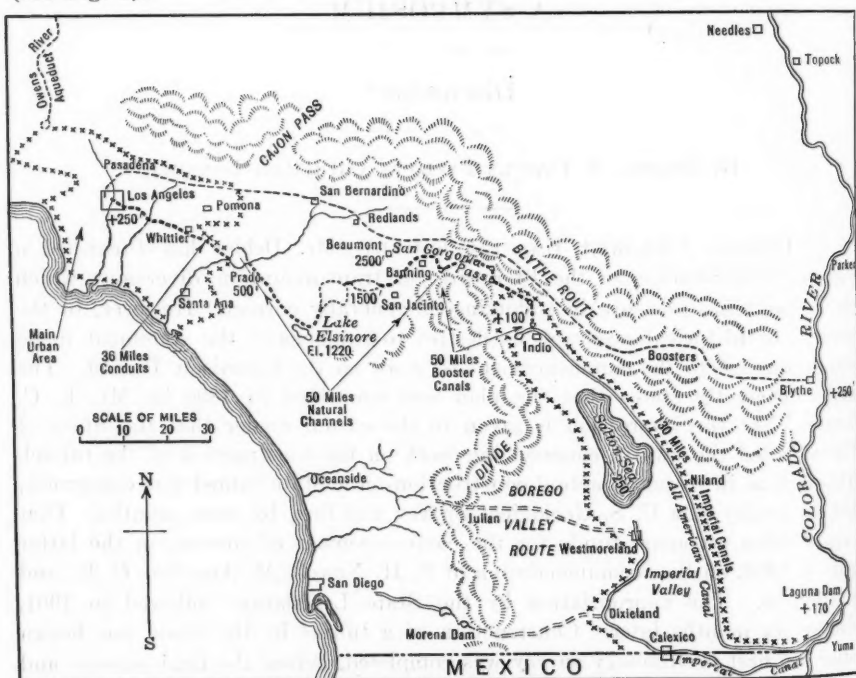 Needles
Topock
Owens River
Aqueduct
CAJON PASS
Pasadena
Los Angeles
+250
Pomona
San Bernardino
Redlands
Whittier
Beaumont
2500
San Gorgonia
Pass
Banning
BLYTHE ROUTE
Prado
500
1500
San Jacinto
Santa Ana
Lake
Elsinore
El. 1220
+100'
Indio
Parker
RIVER
Main
Urban
Area
36 Miles
Conduits
50 Miles
Booster
Canals
Boosters
Blythe
+250
SCALE OF MILES
0 10 20 30
50 Miles
Natural
Channels
Salton Sea
-250
130 Miles
Niland
COLORADO
DIVIDE
Imperial Canals
All American
Canal
N
S
Oceanside
BOREGO
Julian
VALLEY
ROUTE
Westmoreland
Imperial
Valley
San Diego
Laguna Dam
+170'
Dixieland
Morena Dam
Calexico
Yuma
MEXICO
Imperial Canal